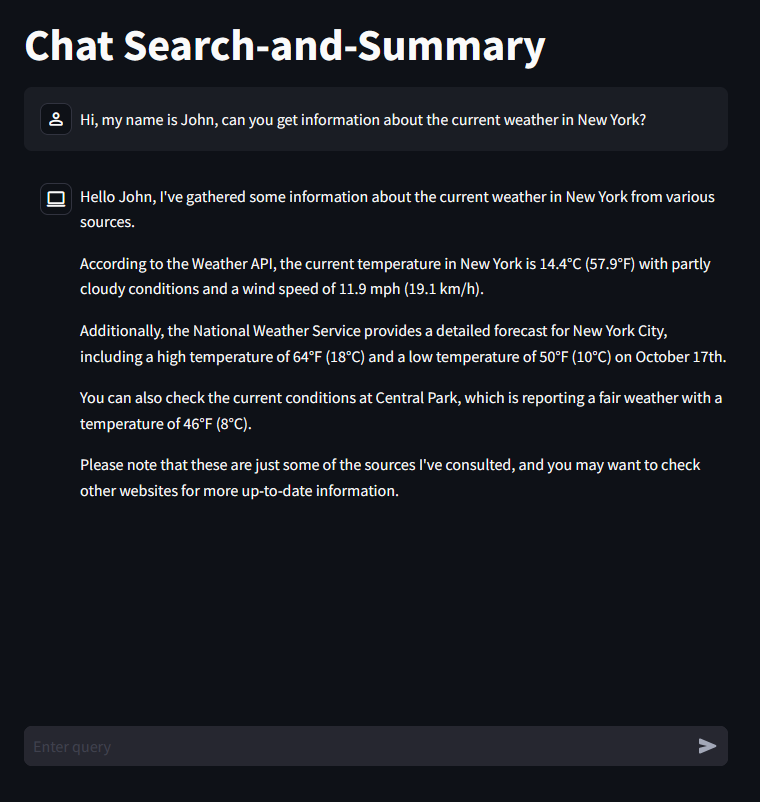 Chat Search-and-Summary
Hi, my name is John, can you get information about the current weather in New York?
Hello John, I've gathered some information about the current weather in New York from various
sources.
According to the Weather API, the current temperature in New York is 14.4°C (57.9°F) with partly
cloudy conditions and a wind speed of 11.9 mph (19.1 km/h).
Additionally, the National Weather Service provides a detailed forecast for New York City,
including a high temperature of 64°F (18°C) and a low temperature of 50°F (10°C) on October 17th.
You can also check the current conditions at Central Park, which is reporting a fair weather with a
temperature of 46°F (8°C).
Please note that these are just some of the sources I've consulted, and you may want to check
other websites for more up-to-date information.
Enter query